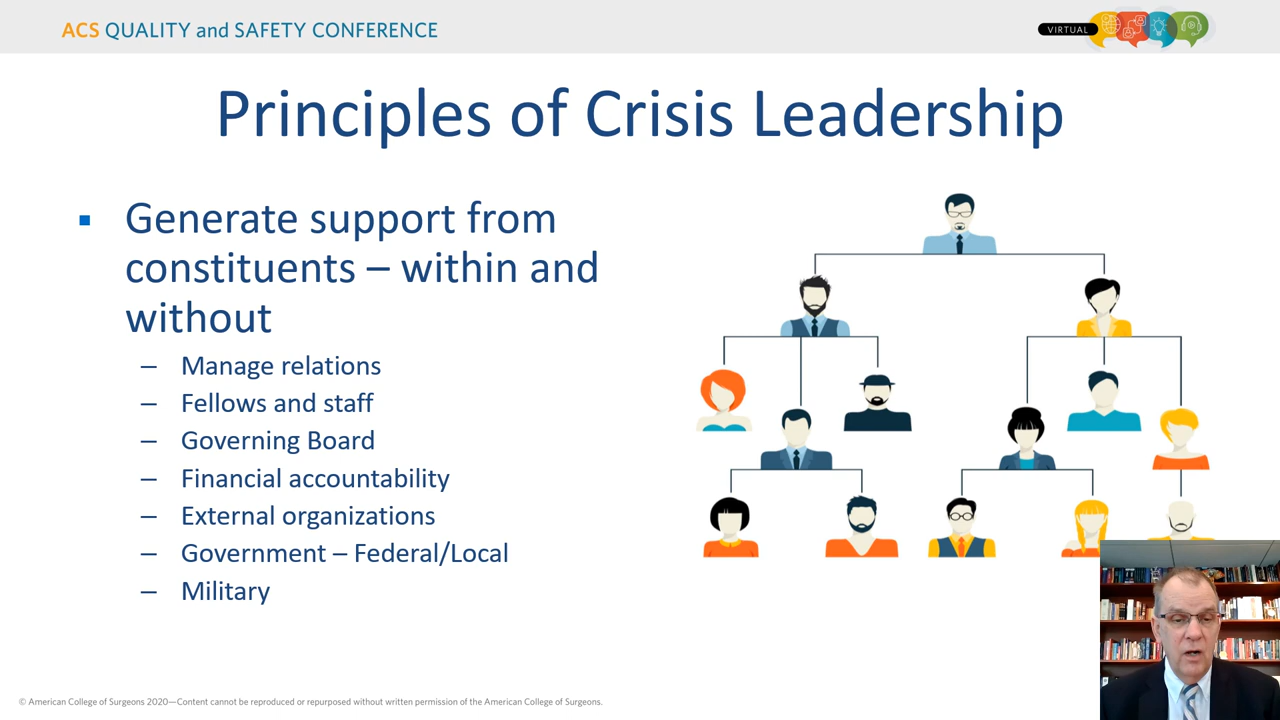 ACS QUALITY and SAFETY CONFERENCE
VIRTUAL
Principles of Crisis Leadership
▪ Generate support from
constituents – within and
without
– Manage relations
– Fellows and staff
– Governing Board
– Financial accountability
– External organizations
– Government – Federal/Local
– Military
© American College of Surgeons 2020—Content cannot be reproduced or repurposed without written permission of the American College of Surgeons.